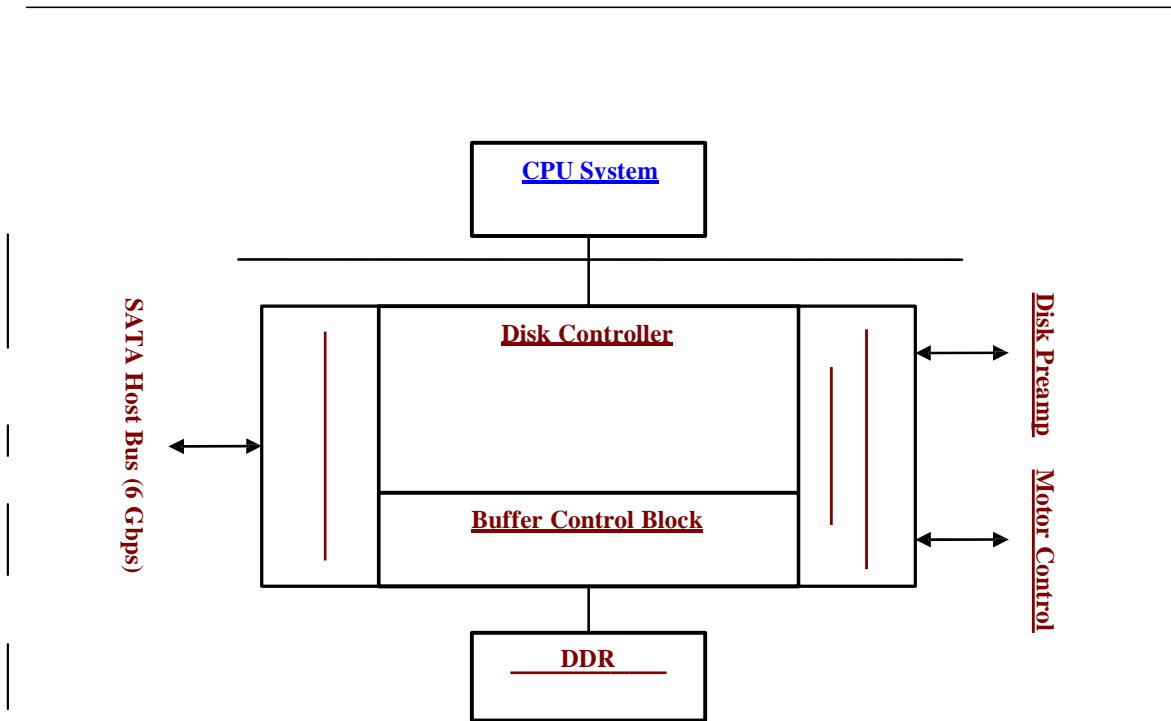 CPU System
SATA Host Bus (6 Gbps)
Disk Controller
Disk Preamp
Buffer Control Block
Motor Control
DDR